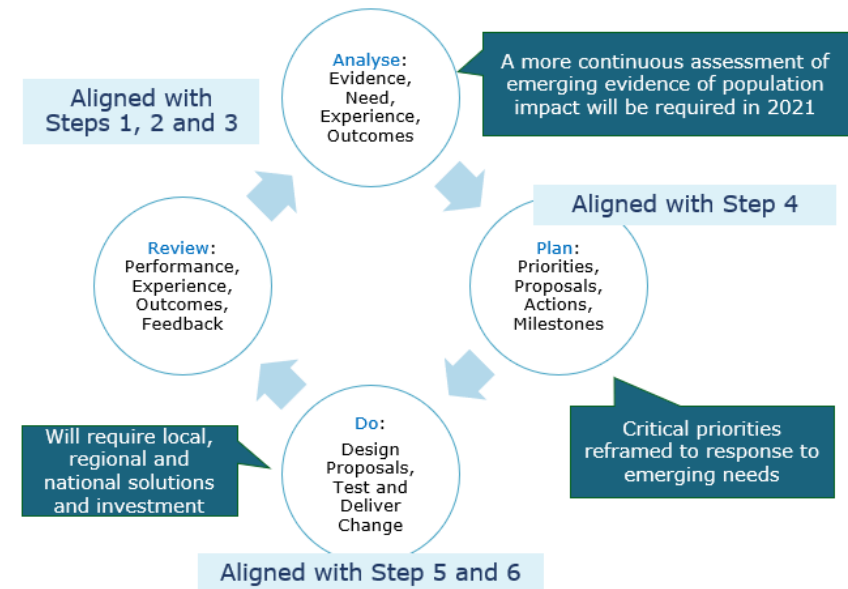 Analyse:
Evidence,
Need,
Experience,
Outcomes
A more continuous assessment of
emerging evidence of population
impact will be required in 2021
Aligned with
Steps 1, 2 and 3
Aligned with Step 4
Plan:
Priorities,
Proposals,
Actions,
Milestones
Review:
Performance,
Experience,
Outcomes,
Feedback
Critical priorities
reframed to response to
emerging needs
Do:
Design
Proposals,
Test and
Deliver
Change
Will require local,
regional and
national solutions
and investment
Aligned with Step 5 and 6